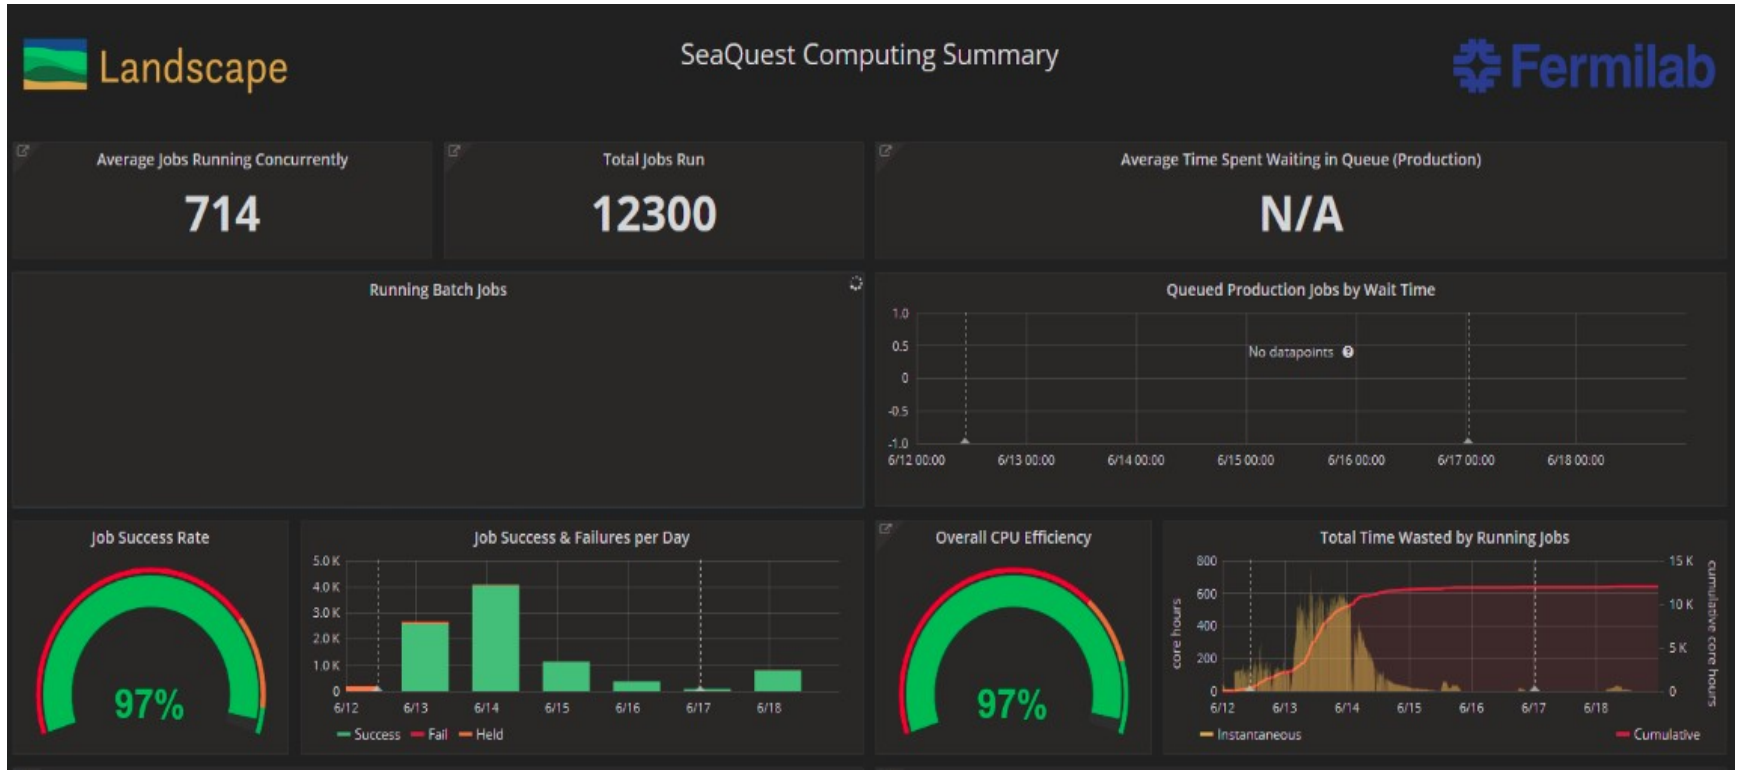 Landscape
SeaQuest Computing Summary
Fermilab
Average Jobs Running Concurrently
714
Total Jobs Run
12300
Average Time Spent Waiting in Queue (Production)
N/A
Running Batch Jobs
Queued Production Jobs by Wait Time
1.0
0.5
0
-0.5
-1.0
No datapoints
6/12 00:00 6/13 00:00 6/14 00:00 6/15 00:00 6/16 00:00 6/17 00:00 6/18 00:00
Job Success Rate
97%
Job Success & Failures per Day
5.0 K
4.0 K
3.0 K
2.0 K
1.0 K
0
6/12 6/13 6/14 6/15 6/16 6/17 6/18
Success Fail Held
Overall CPU Efficiency
97%
Total Time Wasted by Running Jobs
core hours
800
600
400
200
0
15 K
10 K
5 K
0
cumulative core hours
6/12 6/13 6/14 6/15 6/16 6/17 6/18
Instantaneous Cumulative